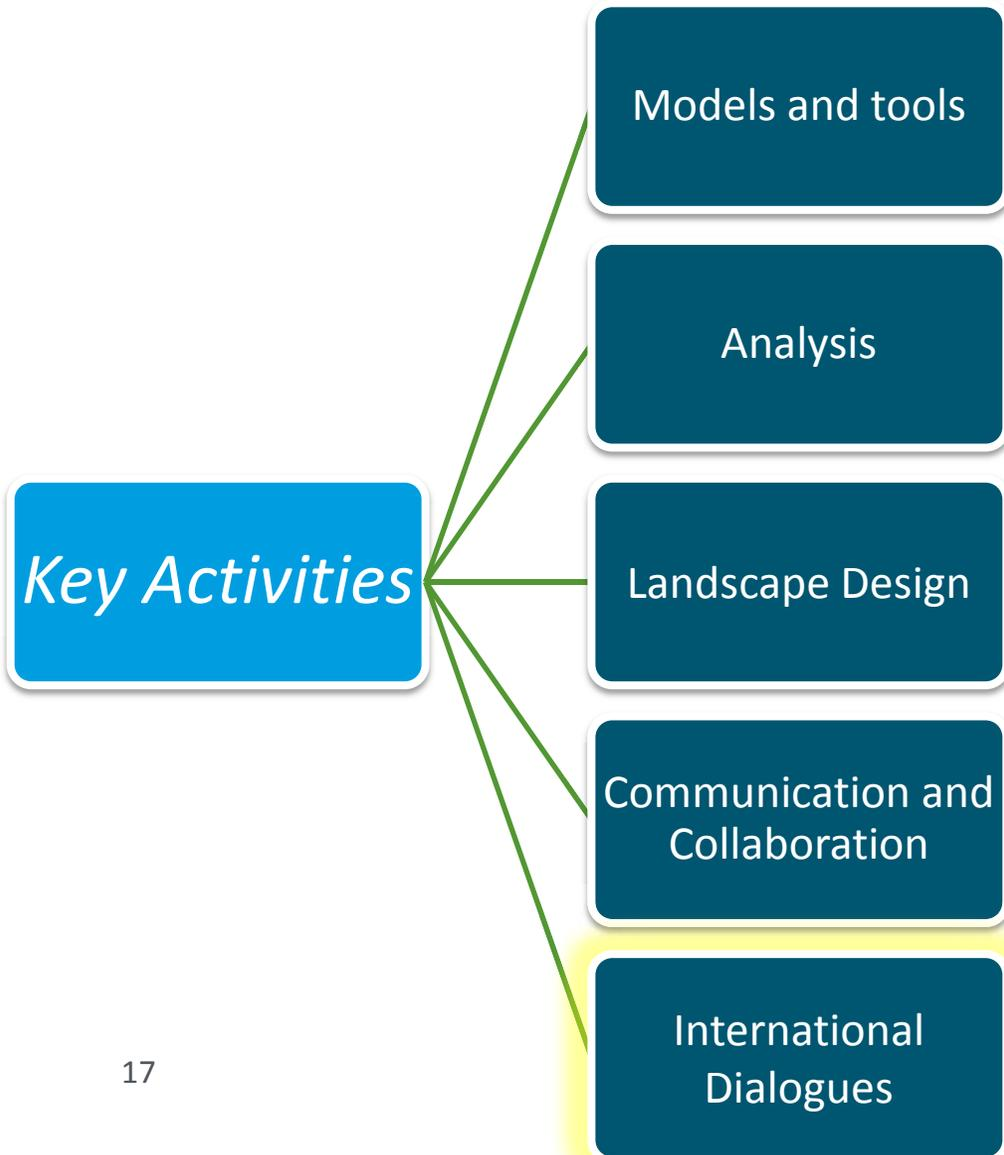 Models and tools
Analysis
Key Activities
Landscape Design
Communication and
Collaboration
International
Dialogues
17